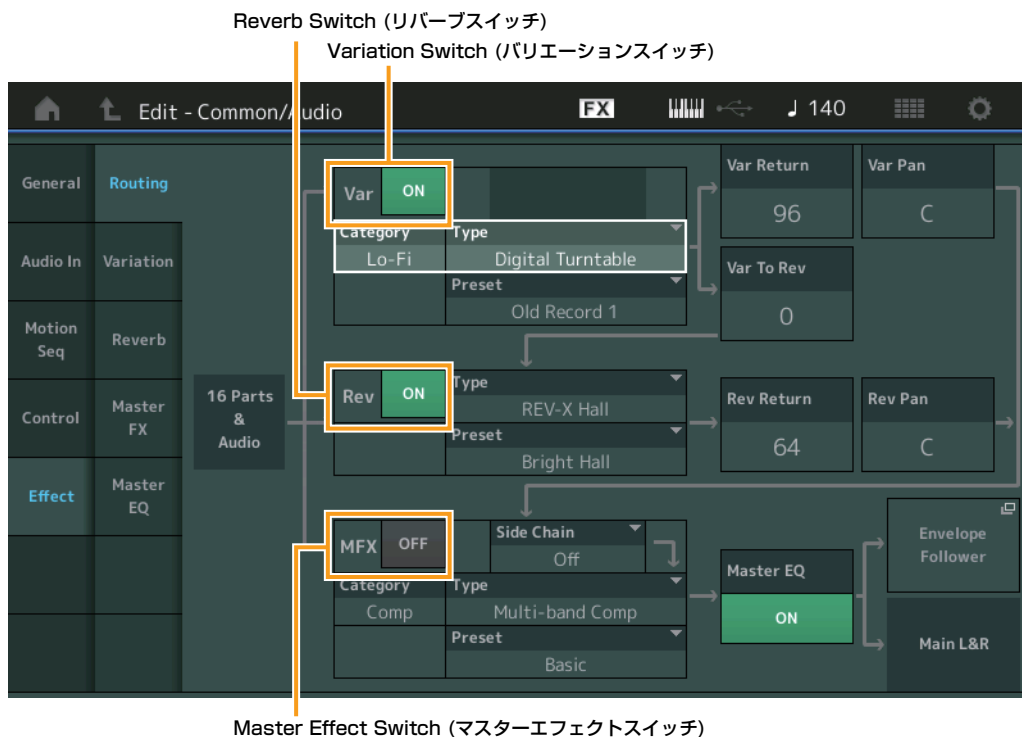 Reverb Switch (リバーブスイッチ)
Variation Switch (バリエーションスイッチ)
Edit - Common/Audio
FX
140
General
Routing
Audio In
Variation
Motion
Seq
Reverb
Control
Master
FX
Effect
Master
EQ
16 Parts
&
Audio
Var
ON
Category
Type
Lo-Fi
Digital Turntable
Preset
Old Record 1
Var Return
96
Var Pan
C
Var To Rev
0
Rev
ON
Type
REV-X Hall
Preset
Bright Hall
Rev Return
64
Rev Pan
C
MFX
OFF
Side Chain
Off
Category
Type
Comp
Multi-band Comp
Preset
Basic
Master EQ
ON
Envelope
Follower
Main L&R
Master Effect Switch (マスターエフェクトスイッチ)